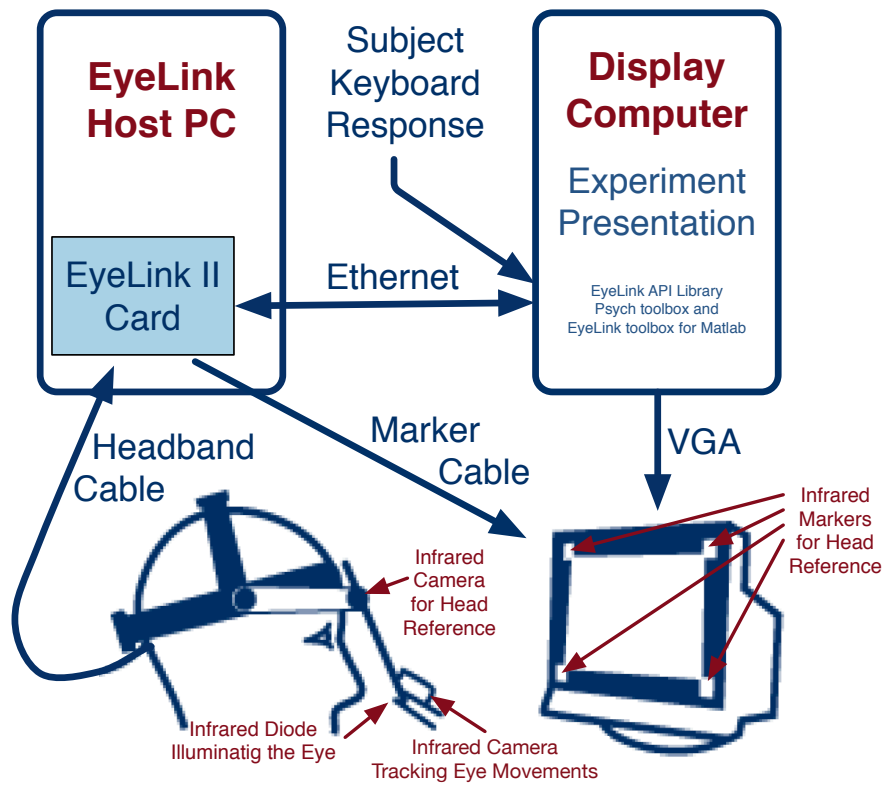 EyeLink
Host PC
EyeLink II
Card
Subject
Keyboard
Response
Ethernet
Display
Computer
Experiment
Presentation
EyeLink API Library
Psych toolbox and
EyeLink toolbox for Matlab
Headband
Cable
Marker
Cable
VGA
Infrared
Camera
for Head
Reference
Infrared
Markers
for Head
Reference
Infrared Diode
Illuminatig the Eye
Infrared Camera
Tracking Eye Movements